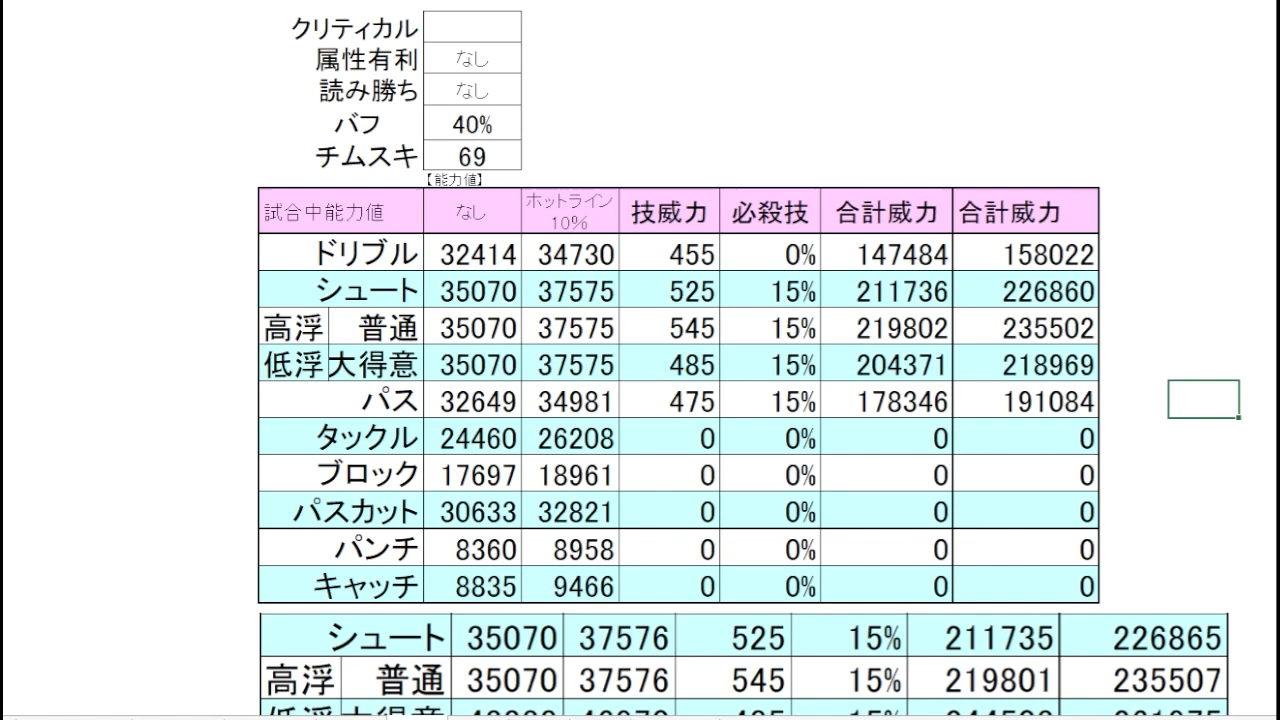 クリティカル
属性有利 なし
読み勝ち なし
バフ 40%
チムスキ 69
【能力値】
試合中能力値 なし ホットライン 10% 技威力 必殺技 合計威力 合計威力
ドリブル 32414 34730 455 0% 147484 158022
シュート 35070 37575 525 15% 211736 226860
高浮 普通 35070 37575 545 15% 219802 235502
低浮 大得意 35070 37575 485 15% 204371 218969
パス 32649 34981 475 15% 178346 191084
タックル 24460 26208 0 0% 0 0
ブロック 17697 18961 0 0% 0 0
パスカット 30633 32821 0 0% 0 0
パンチ 8360 8958 0 0% 0 0
キャッチ 8835 9466 0 0% 0 0
シュート 35070 37576 525 15% 211735 226865
高浮 普通 35070 37576 545 15% 219801 235507
低浮 大得意